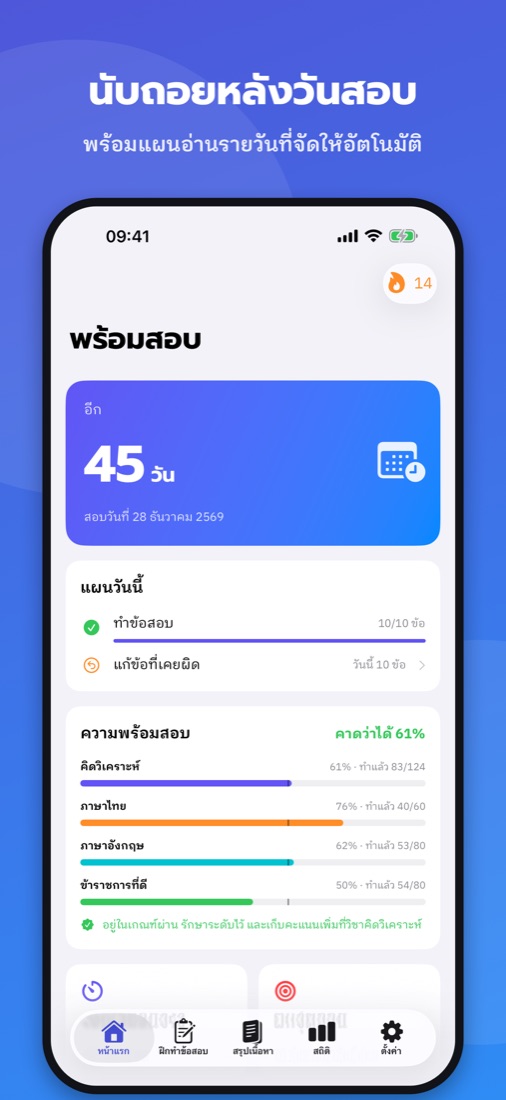 นับถอยหลังวันสอบ
พร้อมแผนอ่านรายวันที่จัดให้อัตโนมัติ
09:41
14
พร้อมสอบ
อีก
45 วัน
สอบวันที่ 28 ธันวาคม 2569
แผนวันนี้
ทำข้อสอบ 10/10 ข้อ
แก้ข้อที่เคยผิด วันนี้ 10 ข้อ
ความพร้อมสอบ คาดว่าได้ 61%
คิดวิเคราะห์ 61% · ทำแล้ว 83/124
ภาษาไทย 76% · ทำแล้ว 40/60
ภาษาอังกฤษ 62% · ทำแล้ว 53/80
ข้าราชการที่ดี 50% · ทำแล้ว 54/80
อยู่ในเกณฑ์ผ่าน รักษาระดับไว้ และเก็บคะแนนเพิ่มที่วิชาคิดวิเคราะห์
หน้าแรก ฝึกทำข้อสอบ สรุปเนื้อหา สถิติ ตั้งค่า